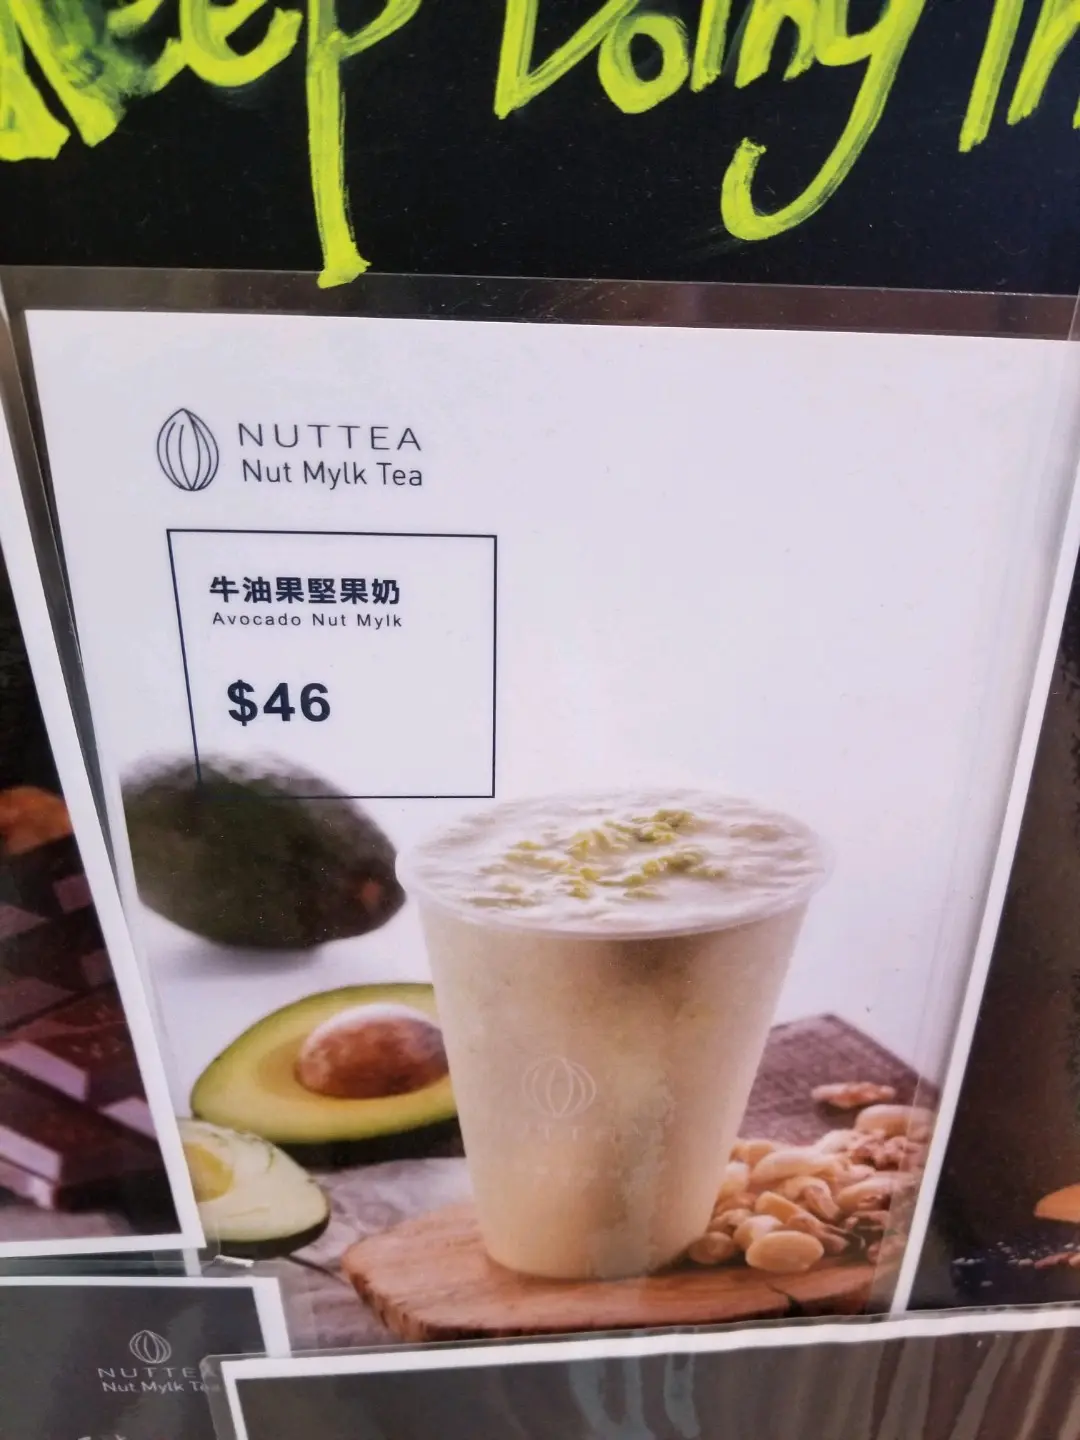 Keep Doing
NUTTEA
Nut Mylk Tea
牛油果堅果奶
Avocado Nut Mylk
$46
NUTTEA
NUTTEA
Nut Mylk Tea